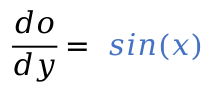 do/dy = sin(x)